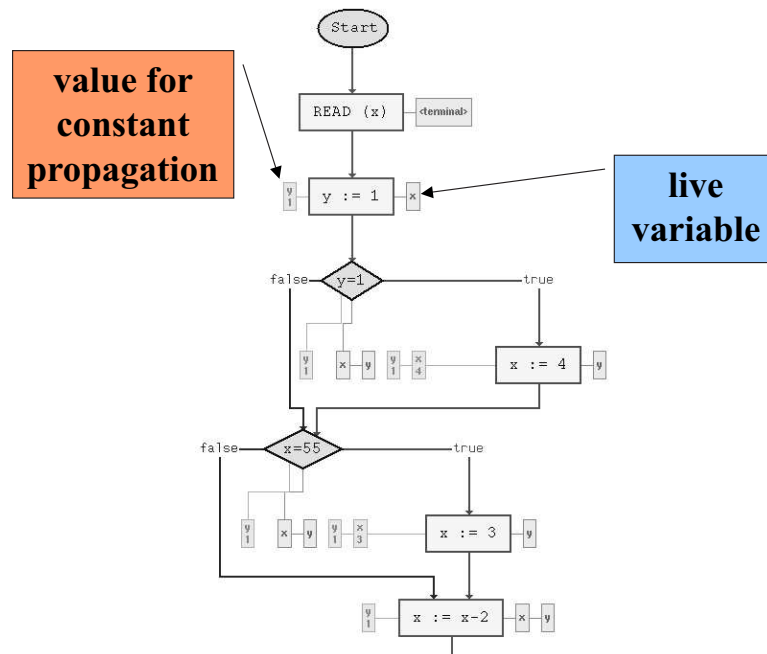 Start
value for
constant
propagation
READ (x)
<terminal>
live
variable
y
1
y := 1
x
false
y=1
true
y
1
x
y
y
1
x
4
x := 4
y
false
x=55
true
y
1
x
y
y
1
x
3
x := 3
y
y
1
x := x-2
x
y